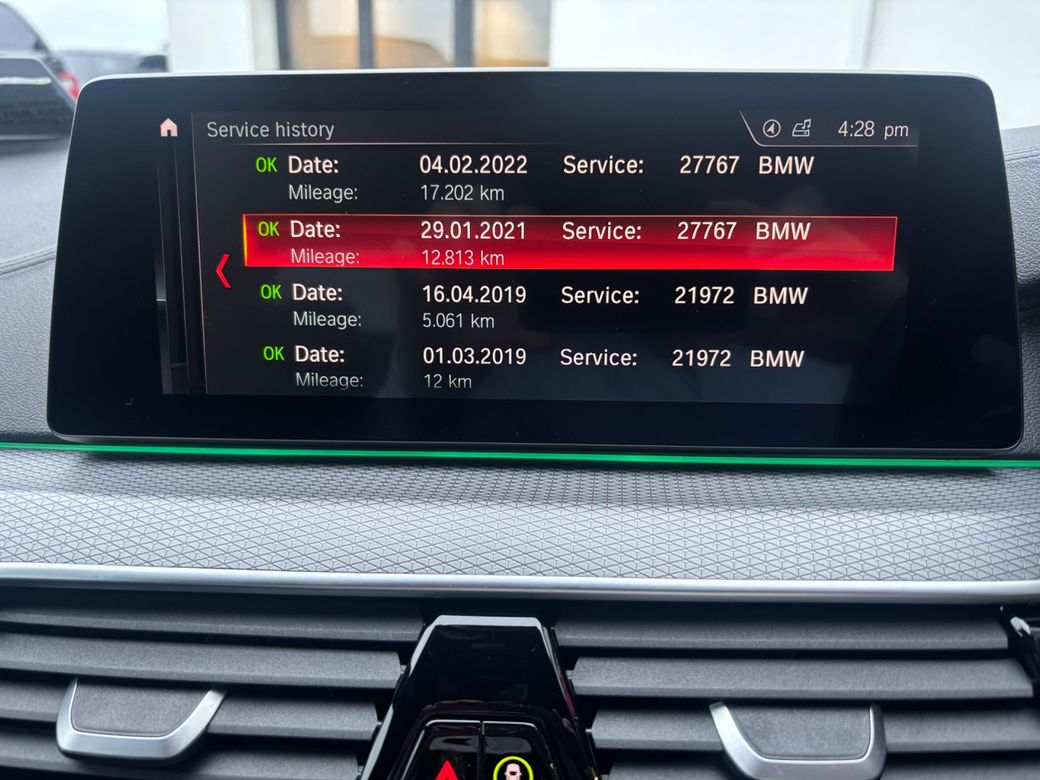 Service history 4:28 pm
OK Date: 04.02.2022 Service: 27767 BMW
Mileage: 17.202 km
OK Date: 29.01.2021 Service: 27767 BMW
Mileage: 12.813 km
OK Date: 16.04.2019 Service: 21972 BMW
Mileage: 5.061 km
OK Date: 01.03.2019 Service: 21972 BMW
Mileage: 12 km